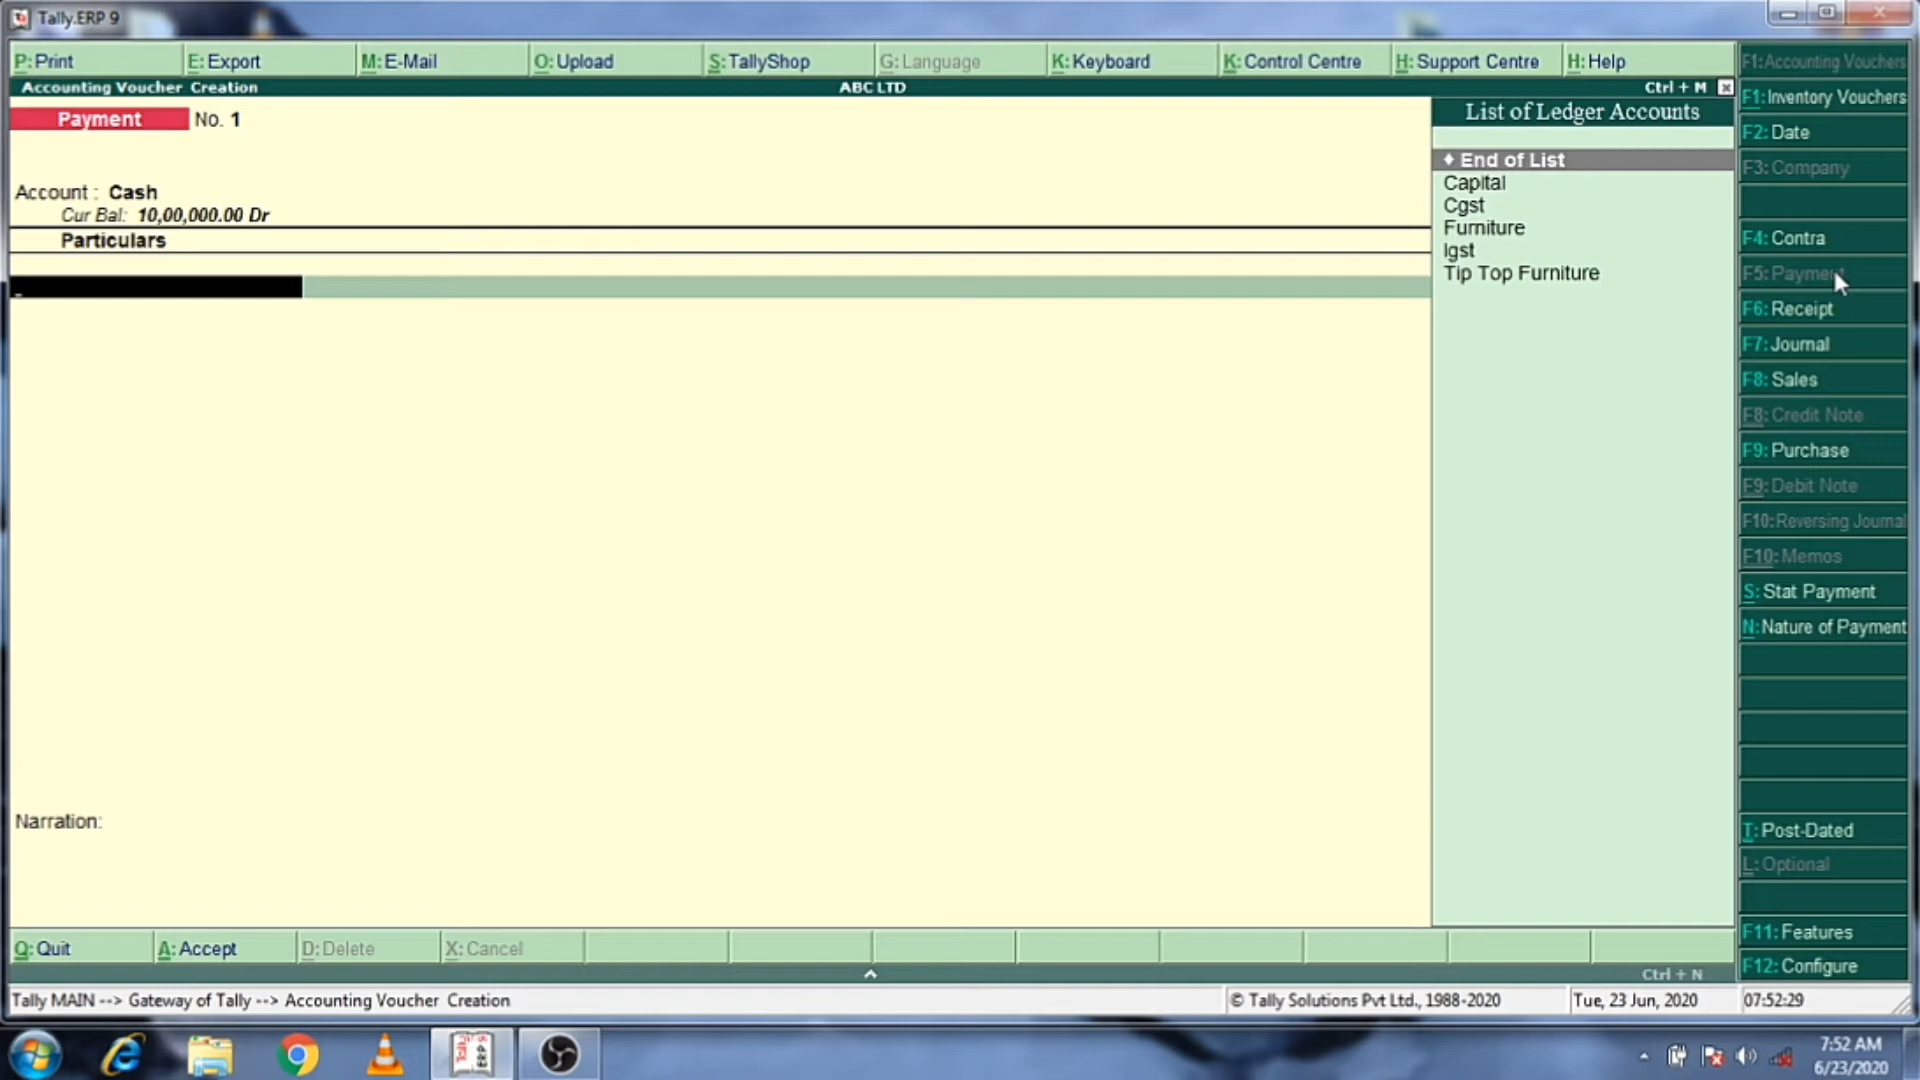 Tally.ERP 9
P: Print
E: Export
M: E-Mail
O: Upload
S: TallyShop
G: Language
K: Keyboard
K: Control Centre
H: Support Centre
H: Help
Accounting Voucher Creation
ABC LTD
Ctrl + M
Payment No. 1
Account : Cash
Cur Bal: 10,00,000.00 Dr
Particulars
Narration:
List of Ledger Accounts
♦ End of List
Capital
Cgst
Furniture
Igst
Tip Top Furniture
F1: Accounting Vouchers
F1: Inventory Vouchers
F2: Date
F3: Company
F4: Contra
F5: Payment
F6: Receipt
F7: Journal
F8: Sales
F8: Credit Note
F9: Purchase
F9: Debit Note
F10: Reversing Journal
F10: Memos
S: Stat Payment
N: Nature of Payment
T: Post-Dated
L: Optional
F11: Features
F12: Configure
Q: Quit
A: Accept
D: Delete
X: Cancel
Ctrl + N
Tally MAIN --> Gateway of Tally --> Accounting Voucher Creation
© Tally Solutions Pvt Ltd., 1988-2020
Tue, 23 Jun, 2020
07:52:29
7:52 AM
6/23/2020